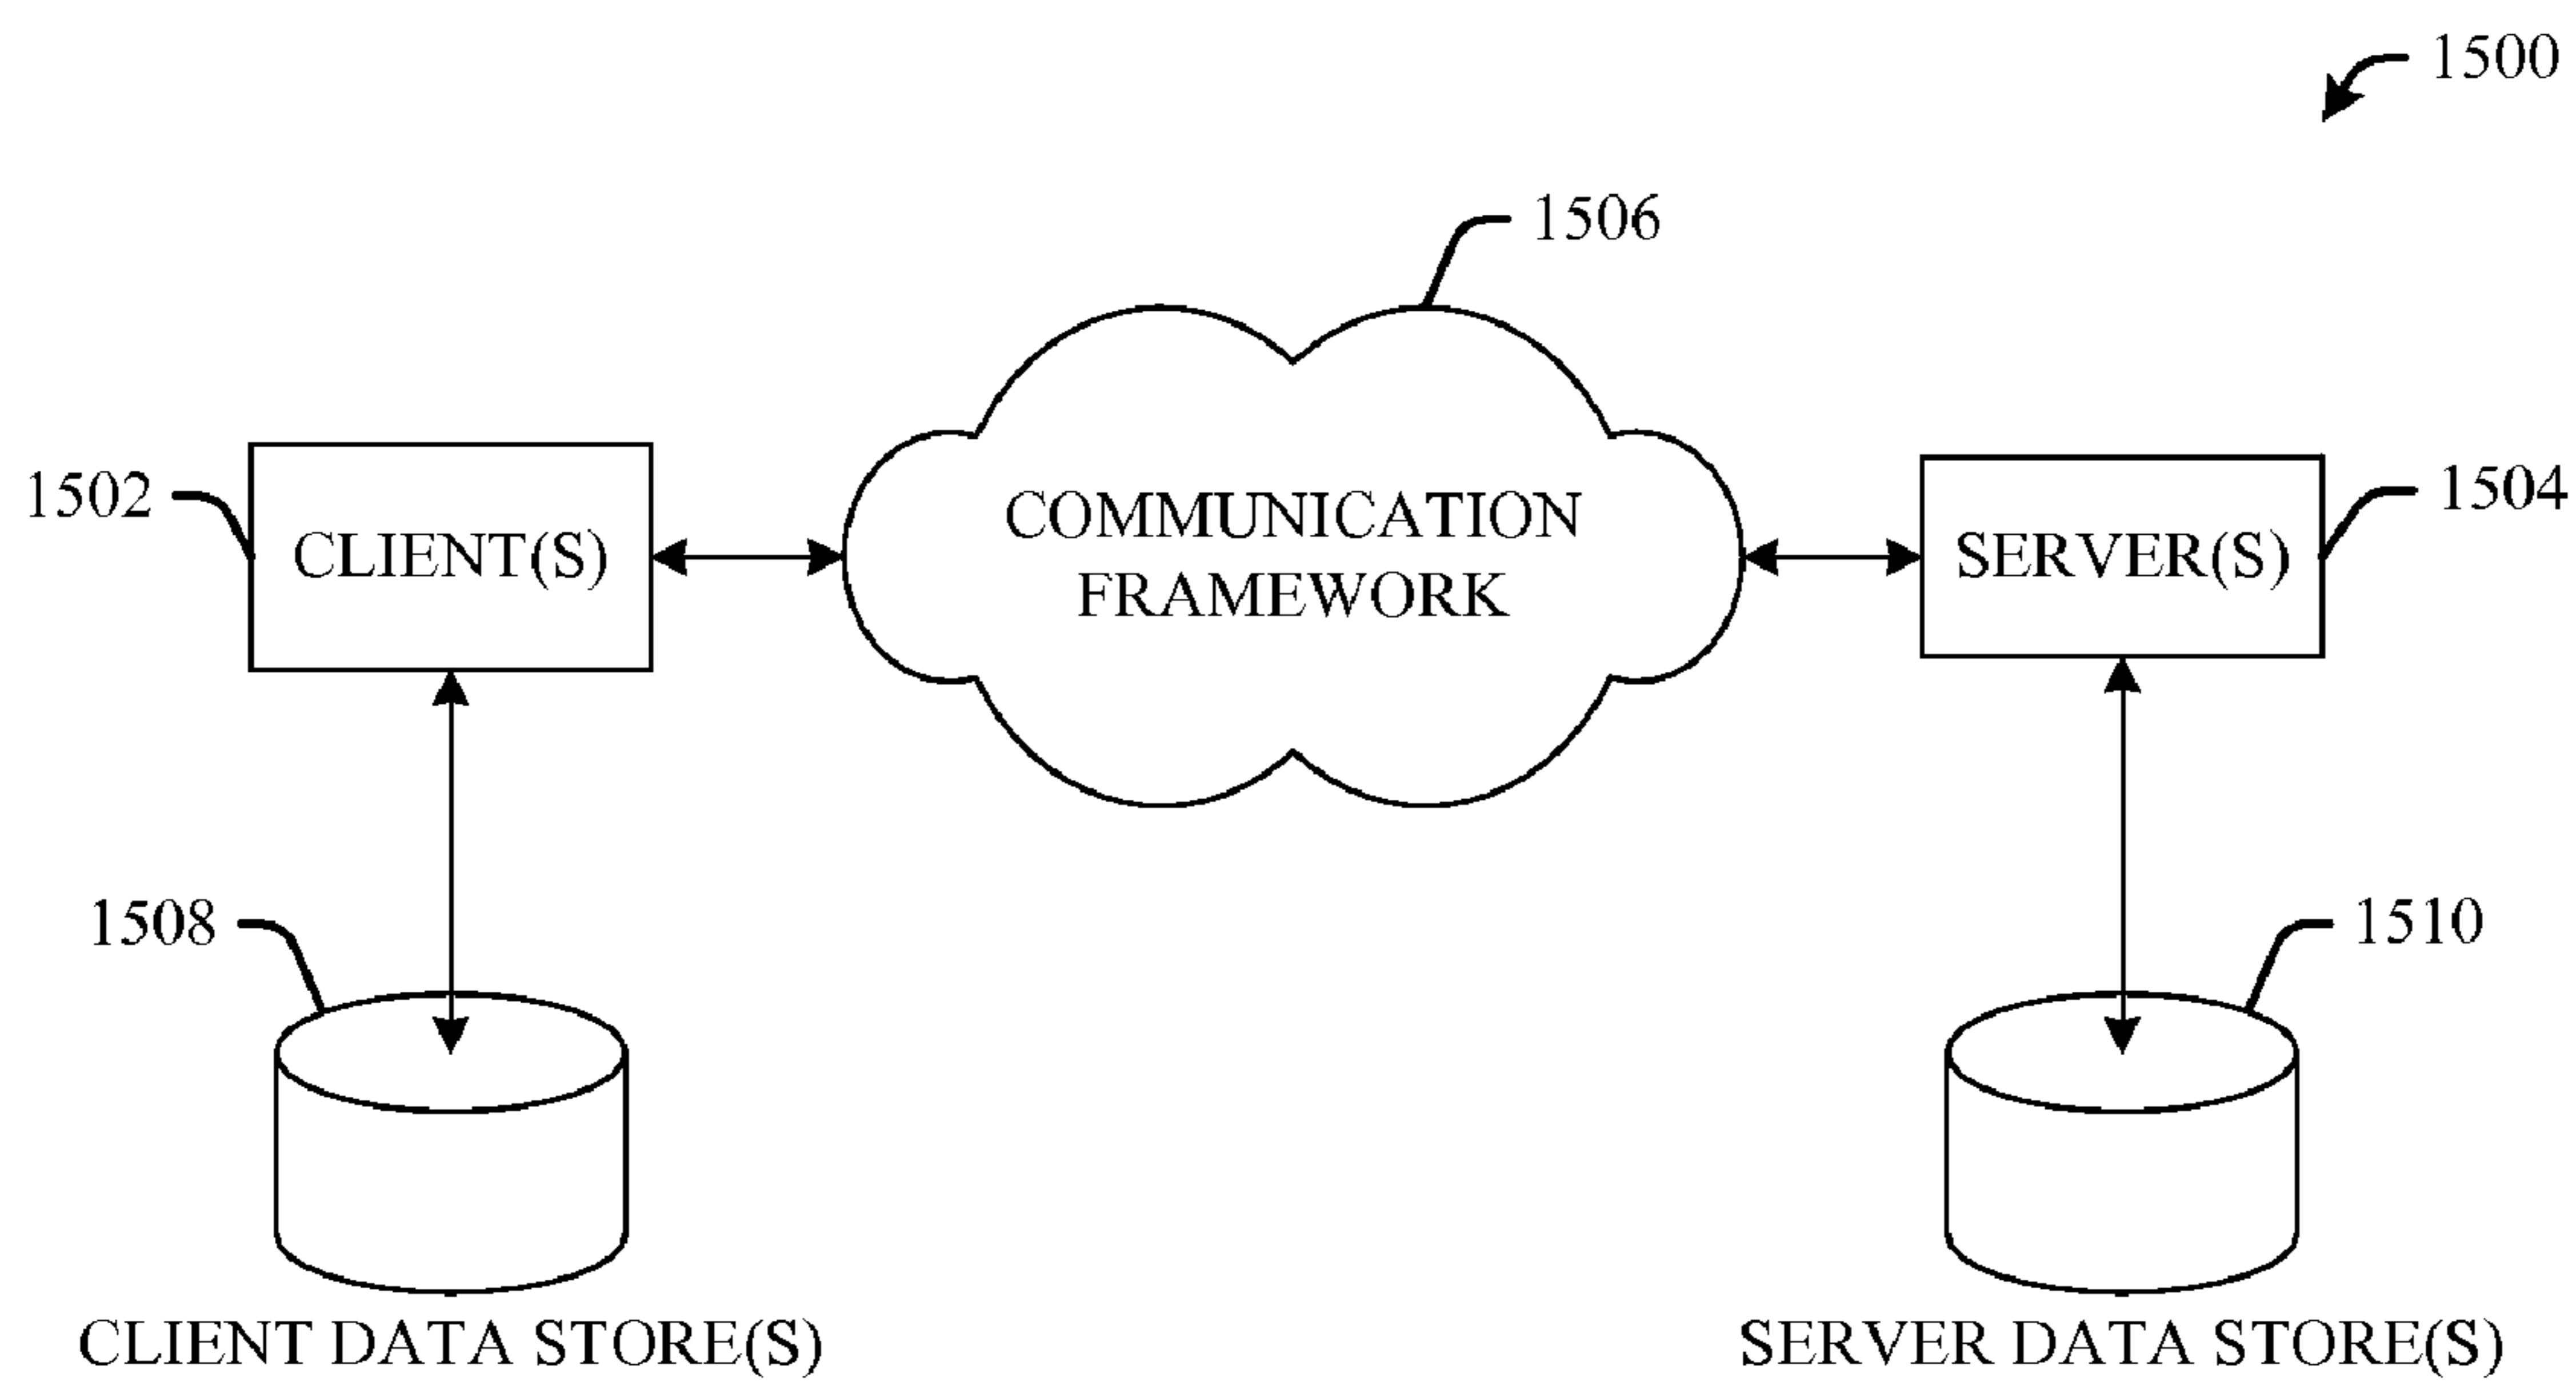 1500
1506
1502
CLIENT(S)
COMMUNICATION
FRAMEWORK
SERVER(S)
1504
1508
1510
CLIENT DATA STORE(S)
SERVER DATA STORE(S)